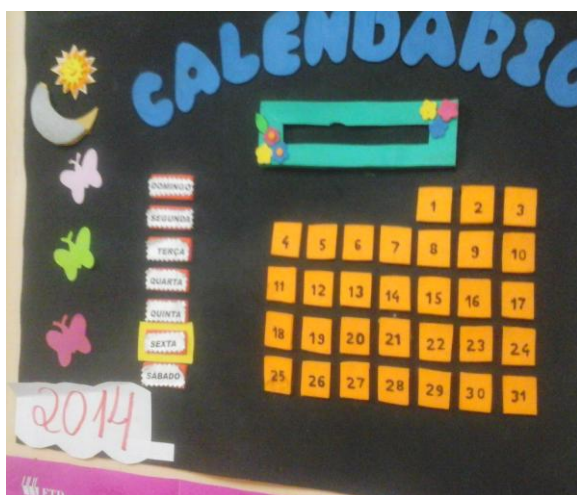 CALENDÁRIO
DOMINGO
SEGUNDA
TERÇA
QUARTA
QUINTA
SEXTA
SÁBADO
1 2 3
4 5 6 7 8 9 10
11 12 13 14 15 16 17
18 19 20 21 22 23 24
25 26 27 28 29 30 31
2014